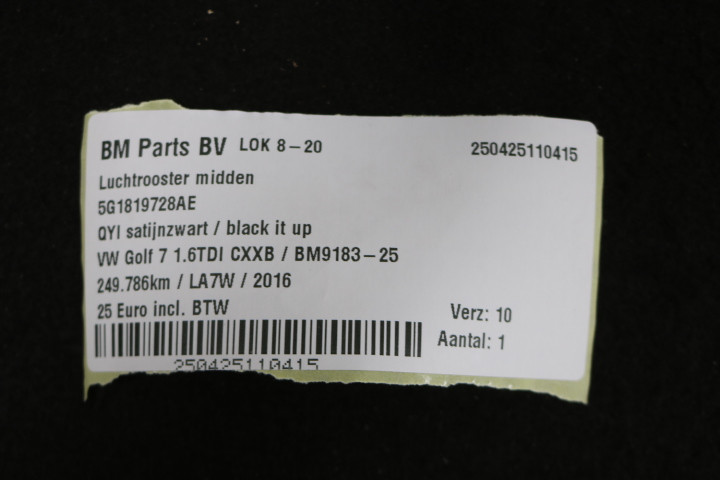 BM Parts BV LOK 8-20 250425110415
Luchtrooster midden
5G1819728AE
QYI satijnzwart / black it up
VW Golf 7 1.6TDI CXXB / BM9183-25
249.786km / LA7W / 2016
25 Euro incl. BTW Verz: 10
Aantal: 1
250425110415